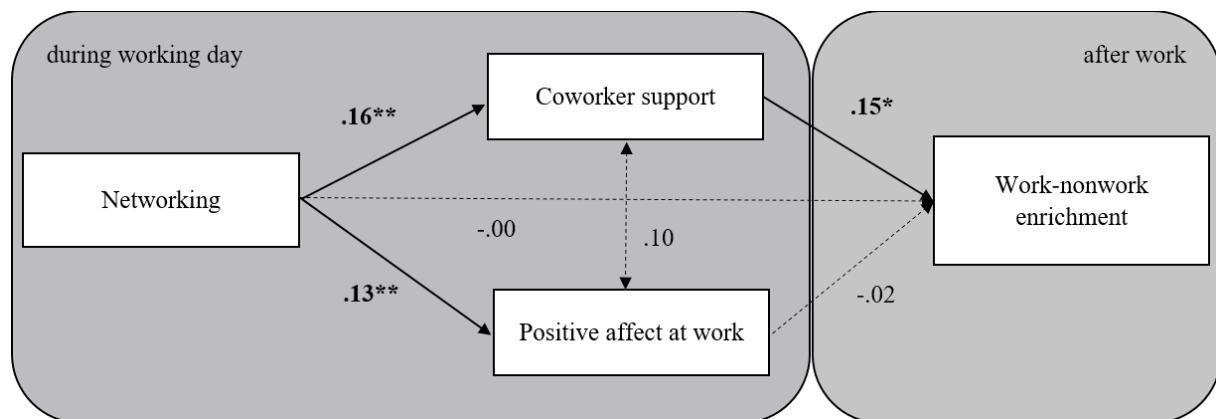 during working day
after work
Coworker support
.16**
.15*
Networking
Work-nonwork
enrichment
-.00
.10
.13**
-.02
Positive affect at work